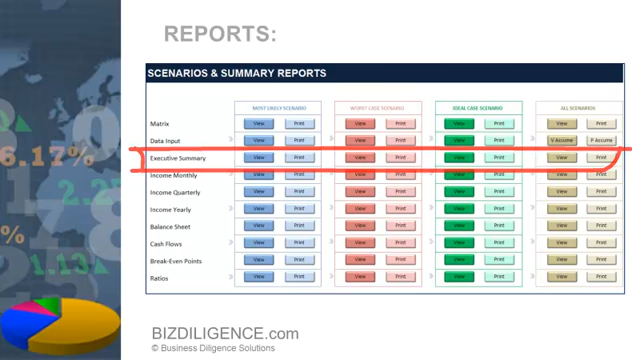 REPORTS:
SCENARIOS & SUMMARY REPORTS
MOST LIKELY SCENARIO WORST CASE SCENARIO IDEAL CASE SCENARIO ALL SCENARIOS
Matrix View Print View Print View Print View Print
Data Input View Print View Print View Print V Assume P Assume
Executive Summary View Print View Print View Print View Print
Income Monthly View Print View Print View Print View Print
Income Quarterly View Print View Print View Print View Print
Income Yearly View Print View Print View Print View Print
Balance Sheet View Print View Print View Print View Print
Cash Flows View Print View Print View Print View Print
Break-Even Points View Print View Print View Print View Print
Ratios View Print View Print View Print View Print
6.17%
2.2
%
1.13
BIZDILIGENCE.com
© Business Diligence Solutions